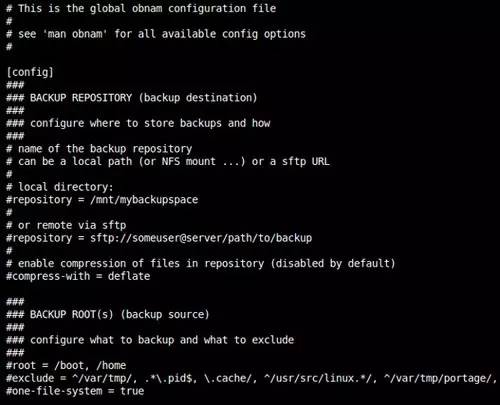 # This is the global obnam configuration file
#
# see 'man obnam' for all available config options
#
[config]
###
### BACKUP REPOSITORY (backup destination)
###
### configure where to store backups and how
###
# name of the backup repository
# can be a local path (or NFS mount ...) or a sftp URL
#
# local directory:
#repository = /mnt/mybackupspace
#
# or remote via sftp
#repository = sftp://someuser@server/path/to/backup
#
# enable compression of files in repository (disabled by default)
#compress-with = deflate
###
### BACKUP ROOT(s) (backup source)
###
### configure what to backup and what to exclude
###
#root = /boot, /home
#exclude = ^/var/tmp/, .*\.pid$, \.cache/, ^/usr/src/linux.*/, ^/var/tmp/portage/,
#one-file-system = true